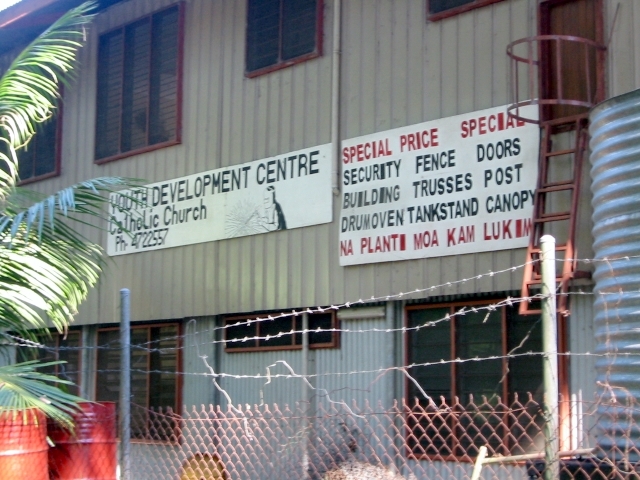 YOUTH DEVELOPMENT CENTRE
CathoLic Church
Ph: 4722557
SPECIAL PRICE SPECIAL
SECURITY FENCE DOORS
BUILDING TRUSSES POST
DRUMOVEN TANKSTAND CANOPY
NA PLANTI MOA KAM LUKIM